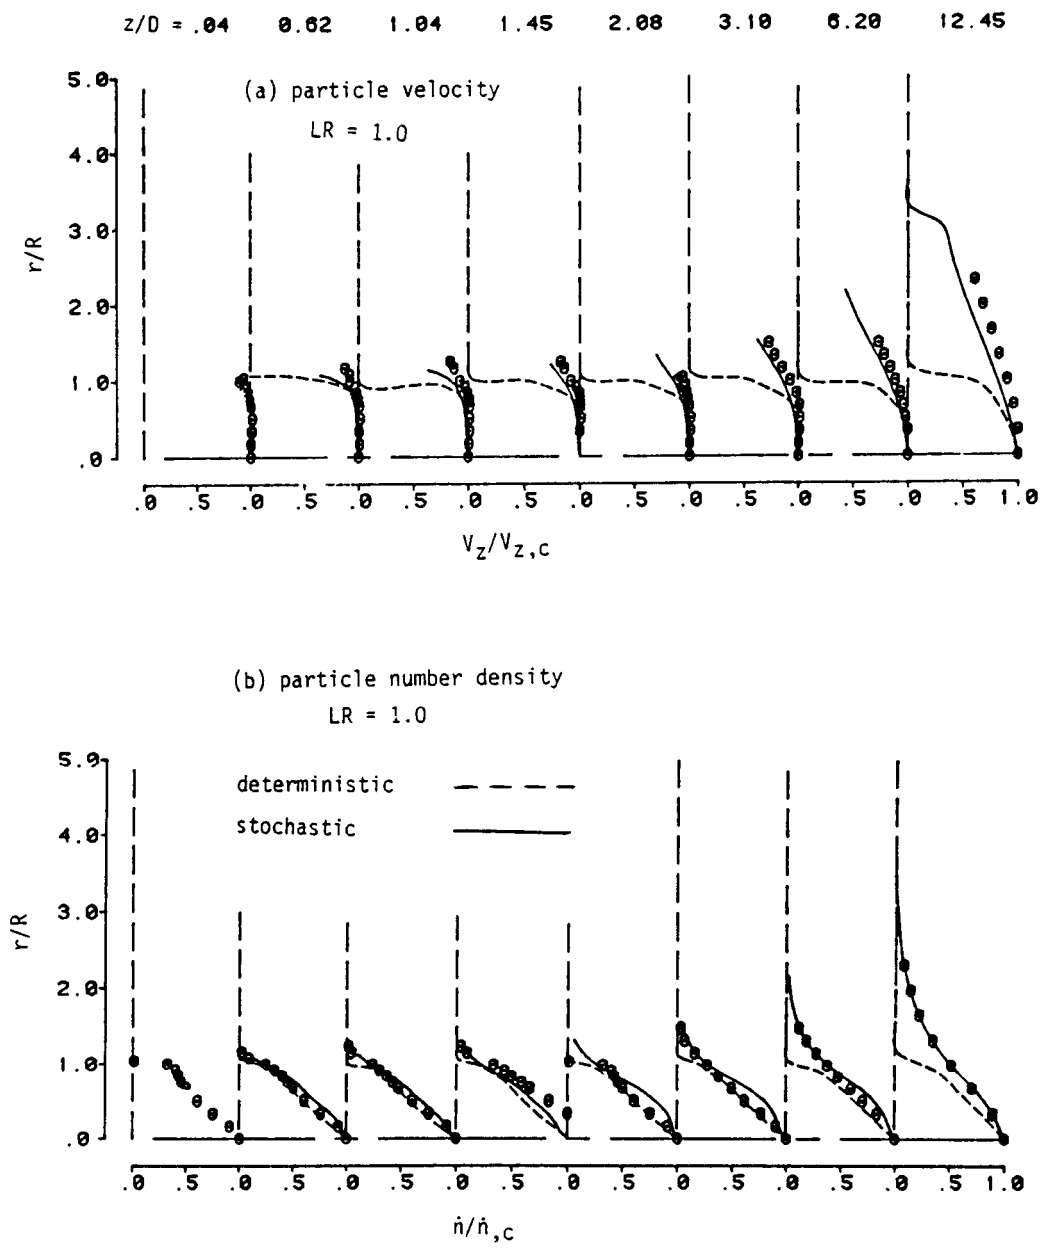 Z/D = .04 0.62 1.04 1.45 2.08 3.10 6.20 12.45
(a) particle velocity
LR = 1.0
5.0
4.0
3.0
2.0
1.0
.0
r/R
.0 .5 .0 .5 .0 .5 .0 .5 .0 .5 .0 .5 .0 .5 .0 .5 1.0
Vz/Vz,c
(b) particle number density
LR = 1.0
deterministic
stochastic
5.0
4.0
3.0
2.0
1.0
.0
r/R
.0 .5 .0 .5 .0 .5 .0 .5 .0 .5 .0 .5 .0 .5 .0 .5 1.0
ṅ/ṅ,c